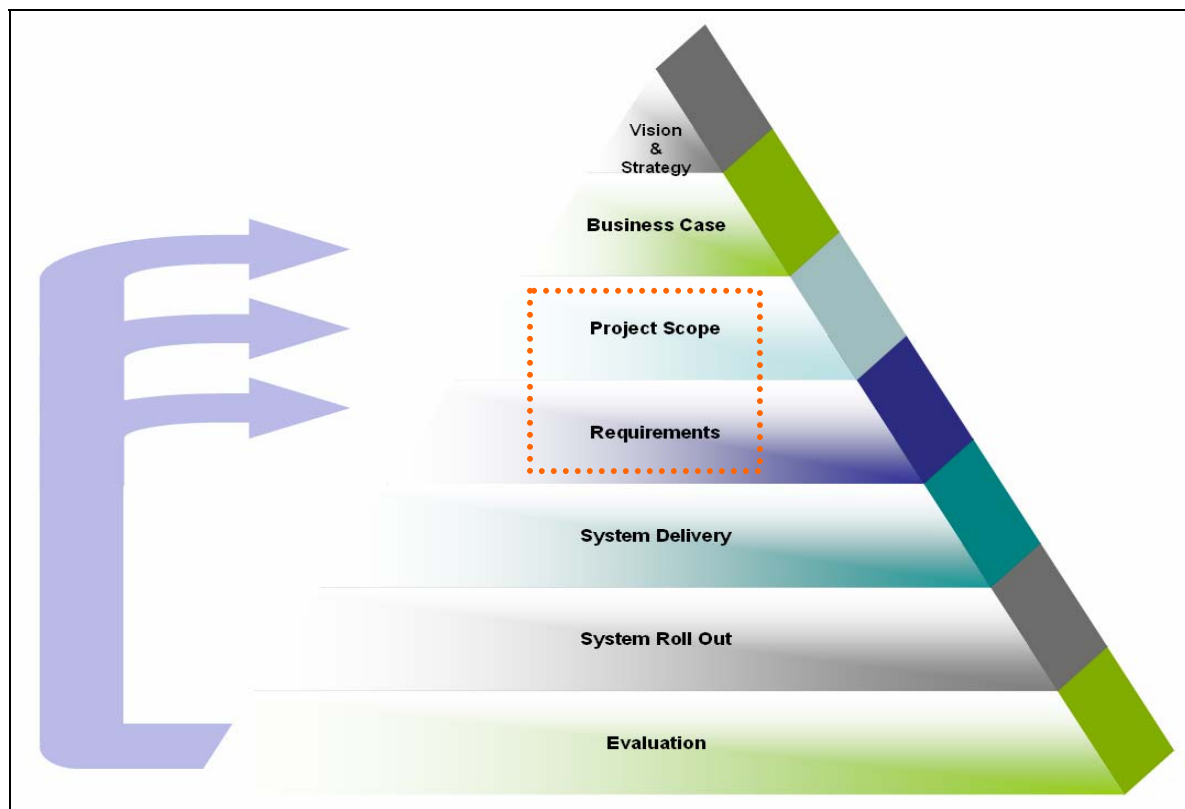 Vision
&
Strategy
Business Case
Project Scope
Requirements
System Delivery
System Roll Out
Evaluation